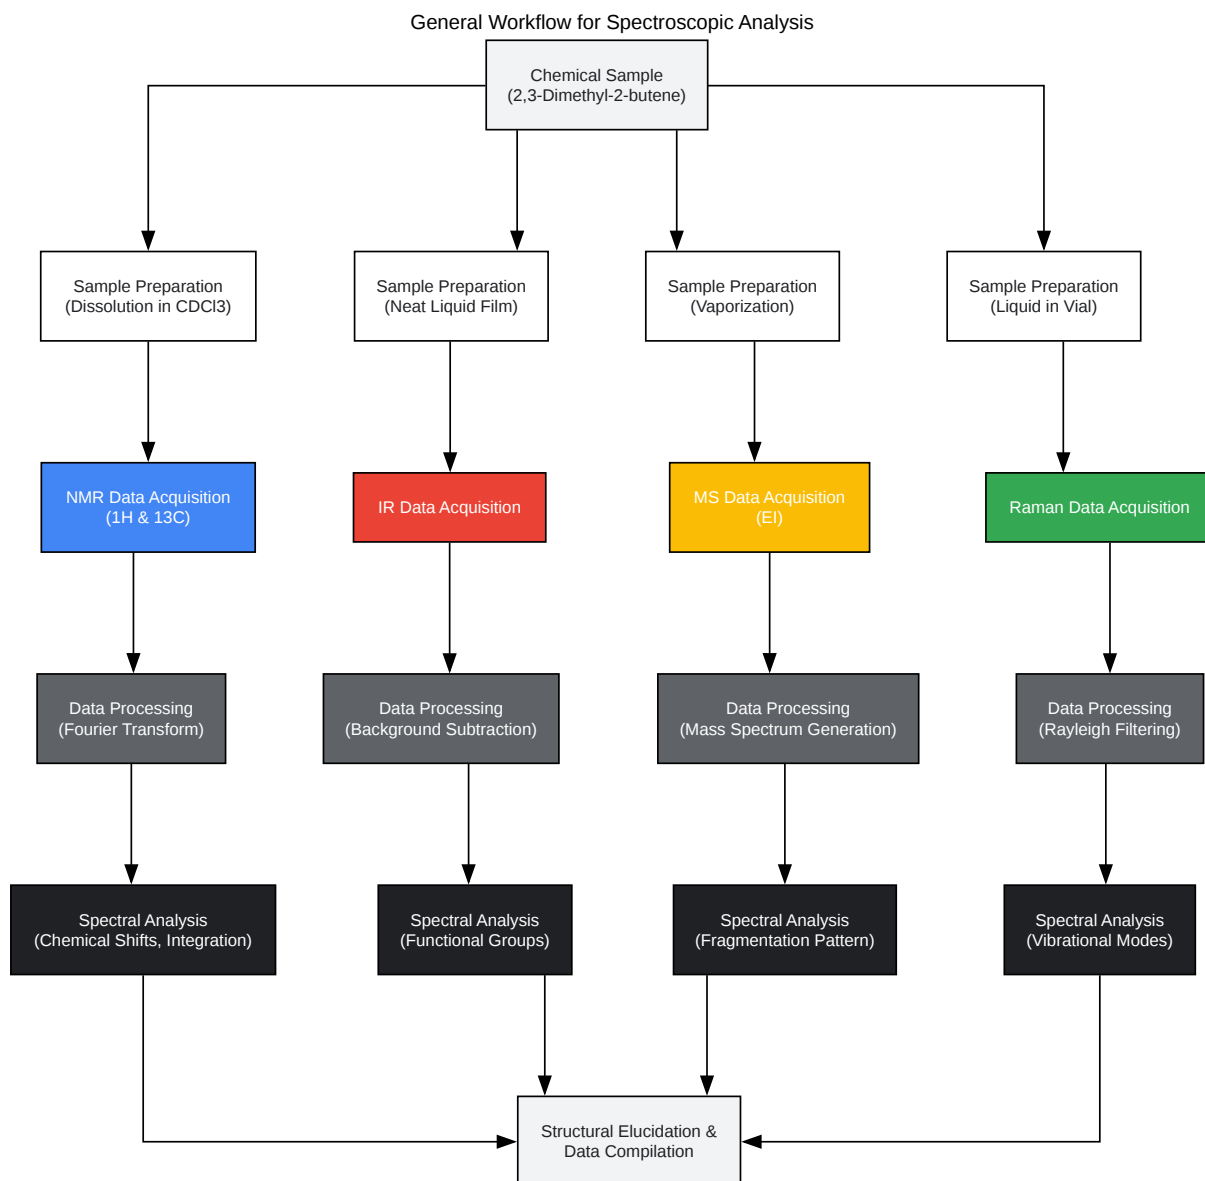 General Workflow for Spectroscopic Analysis
Chemical Sample
(2,3-Dimethyl-2-butene)
Sample Preparation
(Dissolution in CDCl3)
Sample Preparation
(Neat Liquid Film)
Sample Preparation
(Vaporization)
Sample Preparation
(Liquid in Vial)
NMR Data Acquisition
(1H & 13C)
IR Data Acquisition
MS Data Acquisition
(EI)
Raman Data Acquisition
Data Processing
(Fourier Transform)
Data Processing
(Background Subtraction)
Data Processing
(Mass Spectrum Generation)
Data Processing
(Rayleigh Filtering)
Spectral Analysis
(Chemical Shifts, Integration)
Spectral Analysis
(Functional Groups)
Spectral Analysis
(Fragmentation Pattern)
Spectral Analysis
(Vibrational Modes)
Structural Elucidation &
Data Compilation